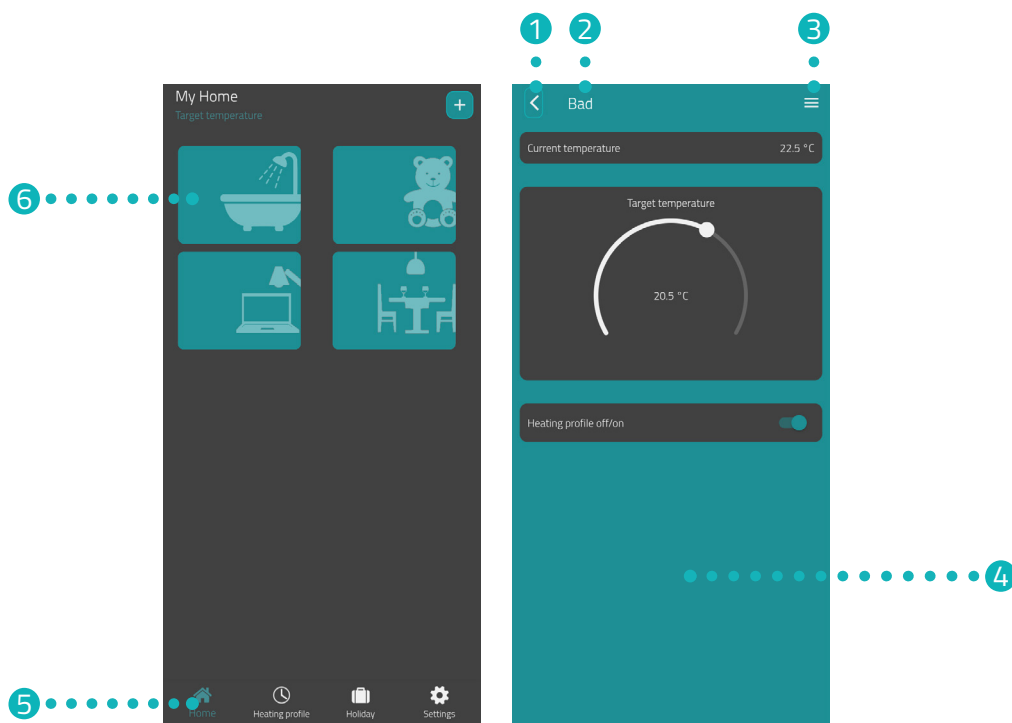 1 2 3
My Home
Target temperature
+
Bad
Current temperature 22.5 °C
6
Target temperature
20.5 °C
Heating profile off/on
4
5
Home Heating profile Holiday Settings